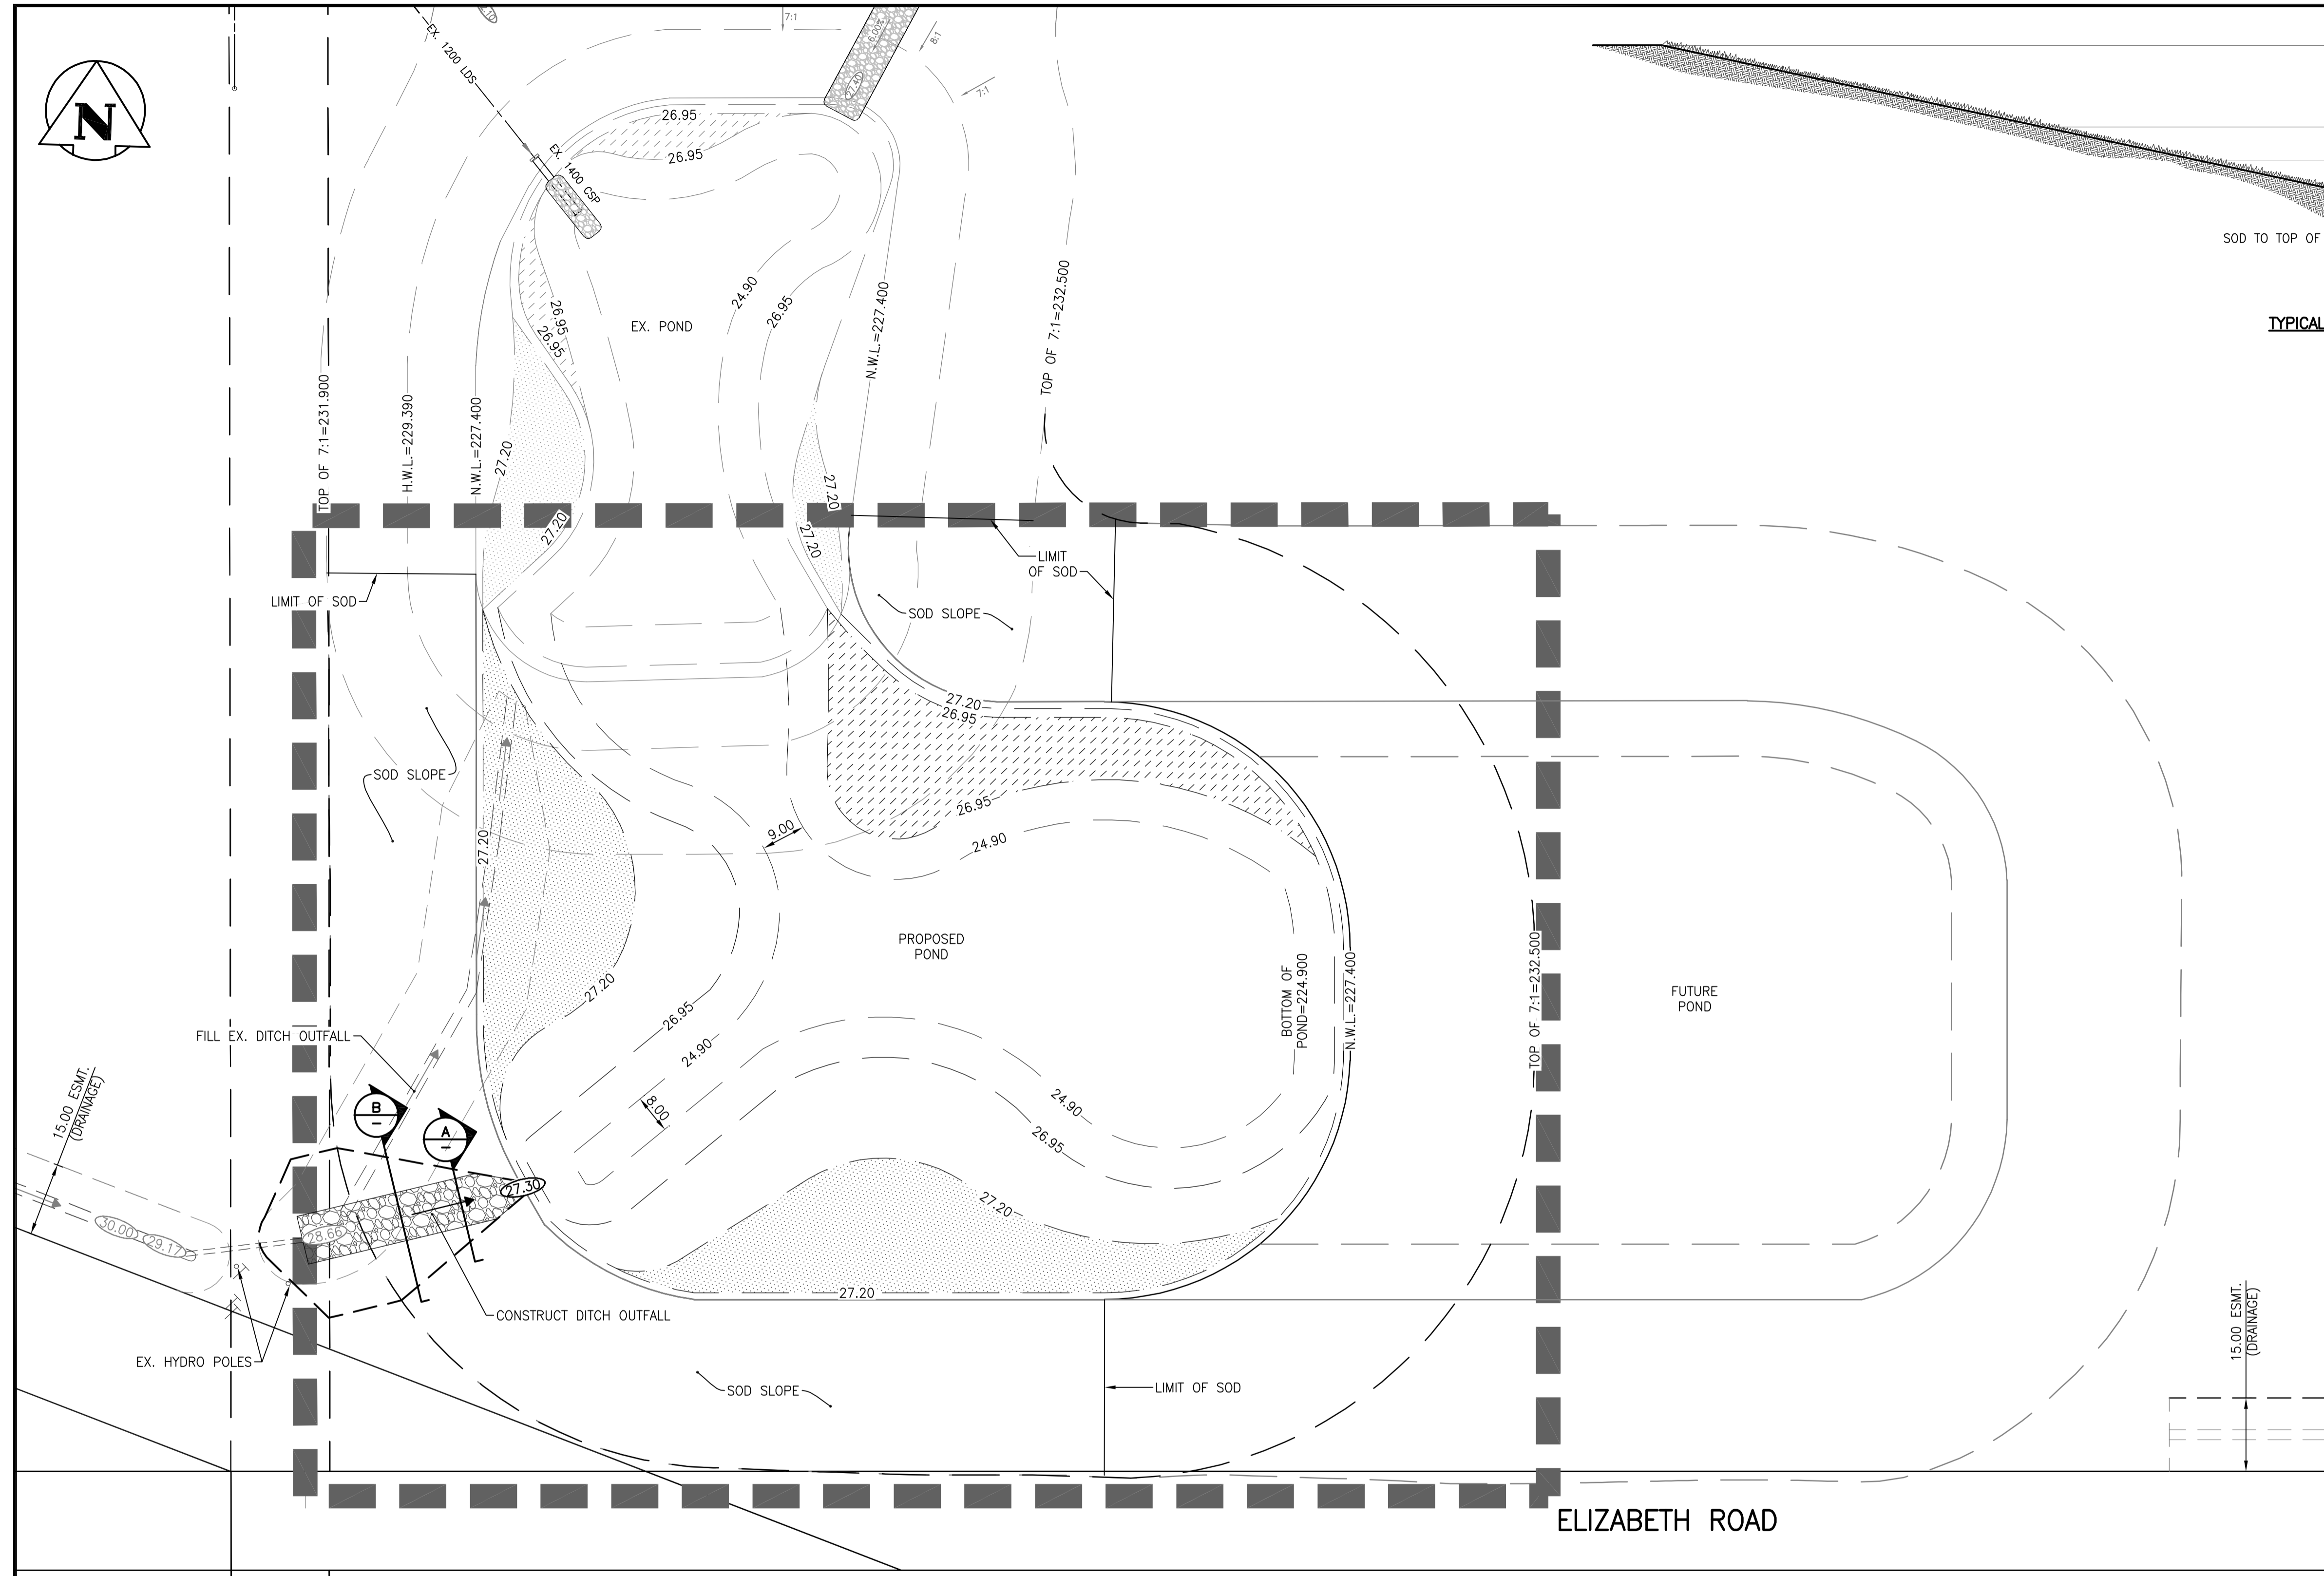 N
EX. 1200 LDS
7:1
6.00%
8:1
27.40
7:1
EX. 1400 CSP
26.95
26.95
SOD TO TOP OF
TYPICAL
24.90
26.95
26.95
26.95
EX. POND
N.W.L.=227.400
TOP OF 7:1=232.500
TOP OF 7:1=231.900
H.W.L.=229.390
N.W.L.=227.400
27.20
27.20
27.20
27.20
LIMIT
OF SOD
LIMIT OF SOD
SOD SLOPE
27.20
26.95
SOD SLOPE
27.20
9.00
26.95
24.90
PROPOSED
POND
27.20
26.95
24.90
BOTTOM OF
POND=224.900
N.W.L.=227.400
TOP OF 7:1=232.500
FUTURE
POND
FILL EX. DITCH OUTFALL
15.00 ESMT.
(DRAINAGE)
B
A
8.00
24.90
26.95
27.30
27.20
30.00
29.17
28.66
27.20
CONSTRUCT DITCH OUTFALL
EX. HYDRO POLES
SOD SLOPE
LIMIT OF SOD
15.00 ESMT.
(DRAINAGE)
ELIZABETH ROAD